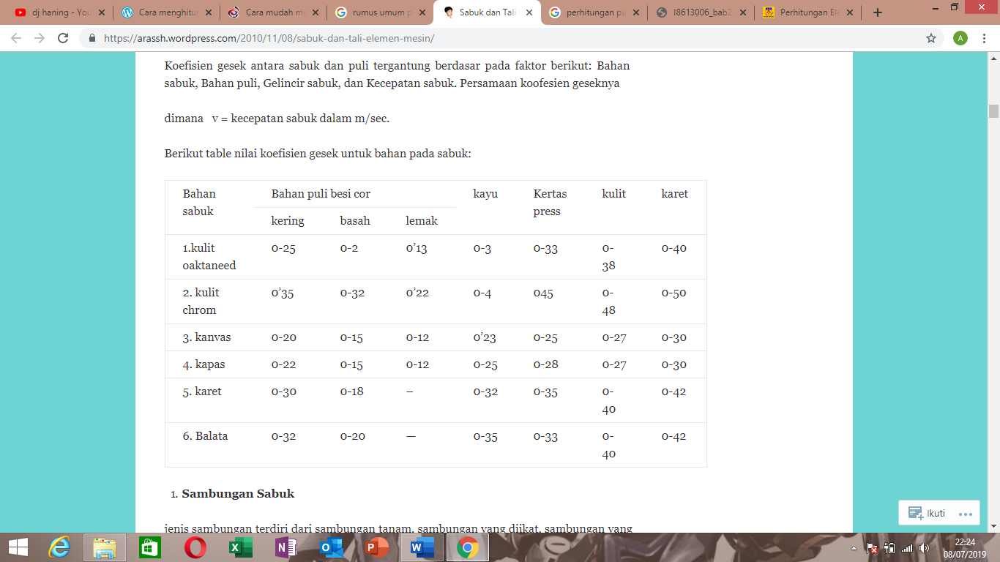 dj haning - You
Cara menghitu
Cara mudah me
rumus umum p
Sabuk dan Tali
perhitungan pu
I8613006_bab2
Perhitungan Ele
https://arassh.wordpress.com/2010/11/08/sabuk-dan-tali-elemen-mesin/
A
Koefisien gesek antara sabuk dan puli tergantung berdasar pada faktor berikut: Bahan
sabuk, Bahan puli, Gelincir sabuk, dan Kecepatan sabuk. Persamaan koofesien geseknya
dimana v = kecepatan sabuk dalam m/sec.
Berikut table nilai koefisien gesek untuk bahan pada sabuk:
Bahan sabuk Bahan puli besi cor kayu Kertas press kulit karet
kering basah lemak
1.kulit oaktaneed 0-25 0-2 0’13 0-3 0-33 0-38 0-40
2. kulit chrom 0’35 0-32 0’22 0-4 045 0-48 0-50
3. kanvas 0-20 0-15 0-12 0’23 0-25 0-27 0-30
4. kapas 0-22 0-15 0-12 0-25 0-28 0-27 0-30
5. karet 0-30 0-18 – 0-32 0-35 0-40 0-42
6. Balata 0-32 0-20 — 0-35 0-33 0-40 0-42
1. Sambungan Sabuk
jenis sambungan terdiri dari sambungan tanan, sambungan yang diikat, sambungan yang
Ikuti
22:24
08/07/2019